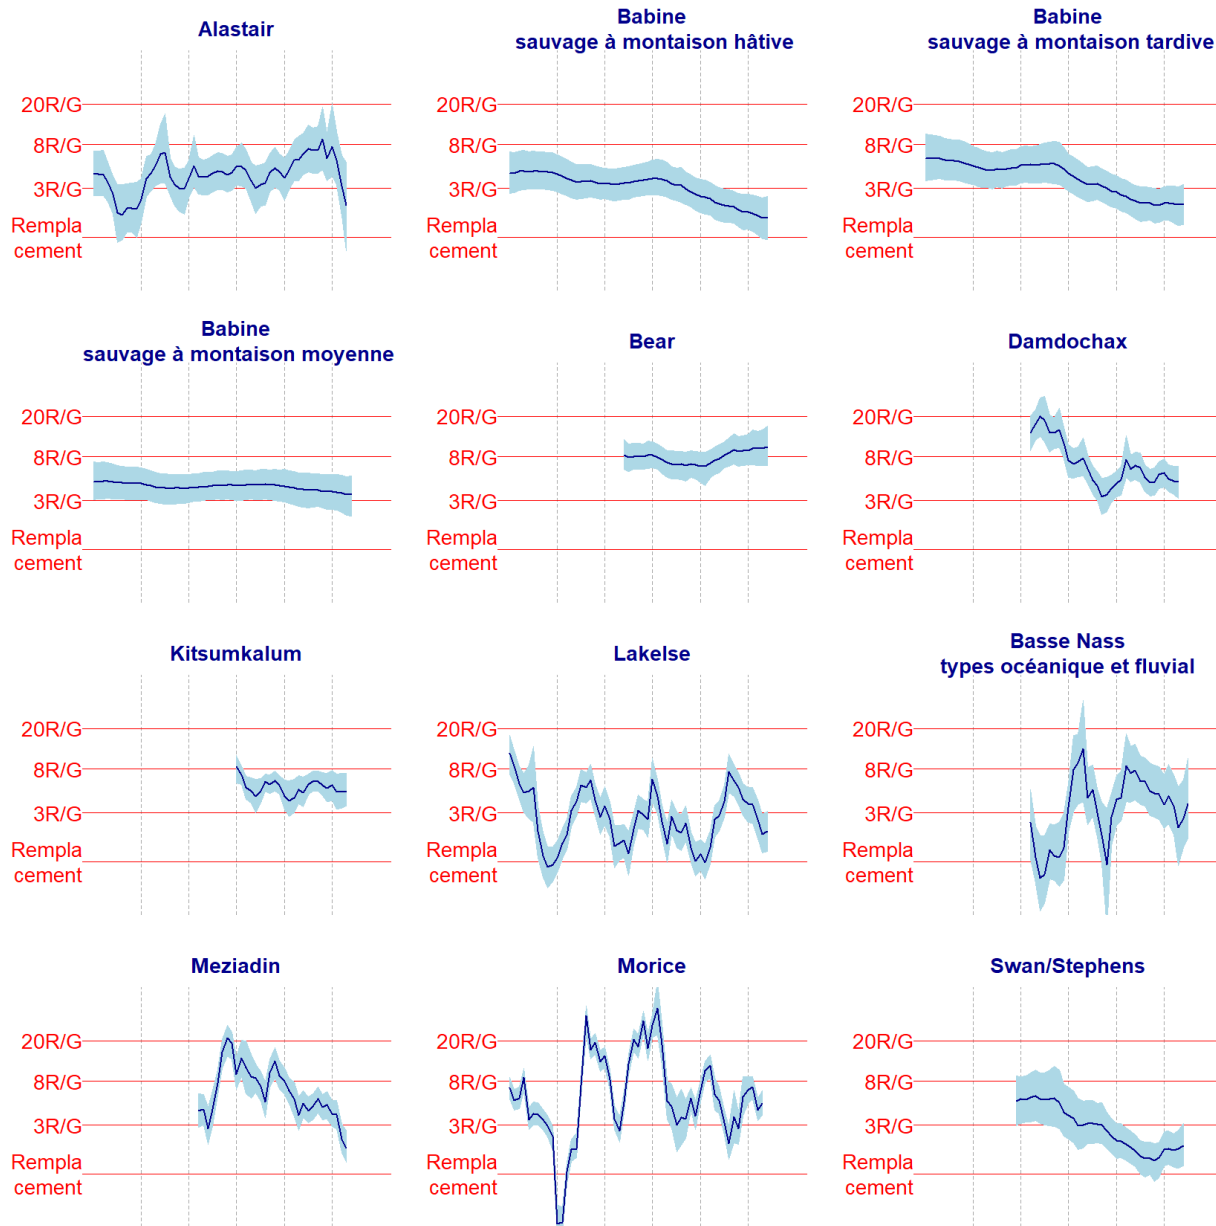 Alastair
Babine
sauvage à montaison hâtive
Babine
sauvage à montaison tardive
20R/G
8R/G
3R/G
Rempla
cement
20R/G
8R/G
3R/G
Rempla
cement
20R/G
8R/G
3R/G
Rempla
cement
Babine
sauvage à montaison moyenne
Bear
Damdochax
20R/G
8R/G
3R/G
Rempla
cement
20R/G
8R/G
3R/G
Rempla
cement
20R/G
8R/G
3R/G
Rempla
cement
Kitsumkalum
Lakelse
Basse Nass
types océanique et fluvial
20R/G
8R/G
3R/G
Rempla
cement
20R/G
8R/G
3R/G
Rempla
cement
20R/G
8R/G
3R/G
Rempla
cement
Meziadin
Morice
Swan/Stephens
20R/G
8R/G
3R/G
Rempla
cement
20R/G
8R/G
3R/G
Rempla
cement
20R/G
8R/G
3R/G
Rempla
cement